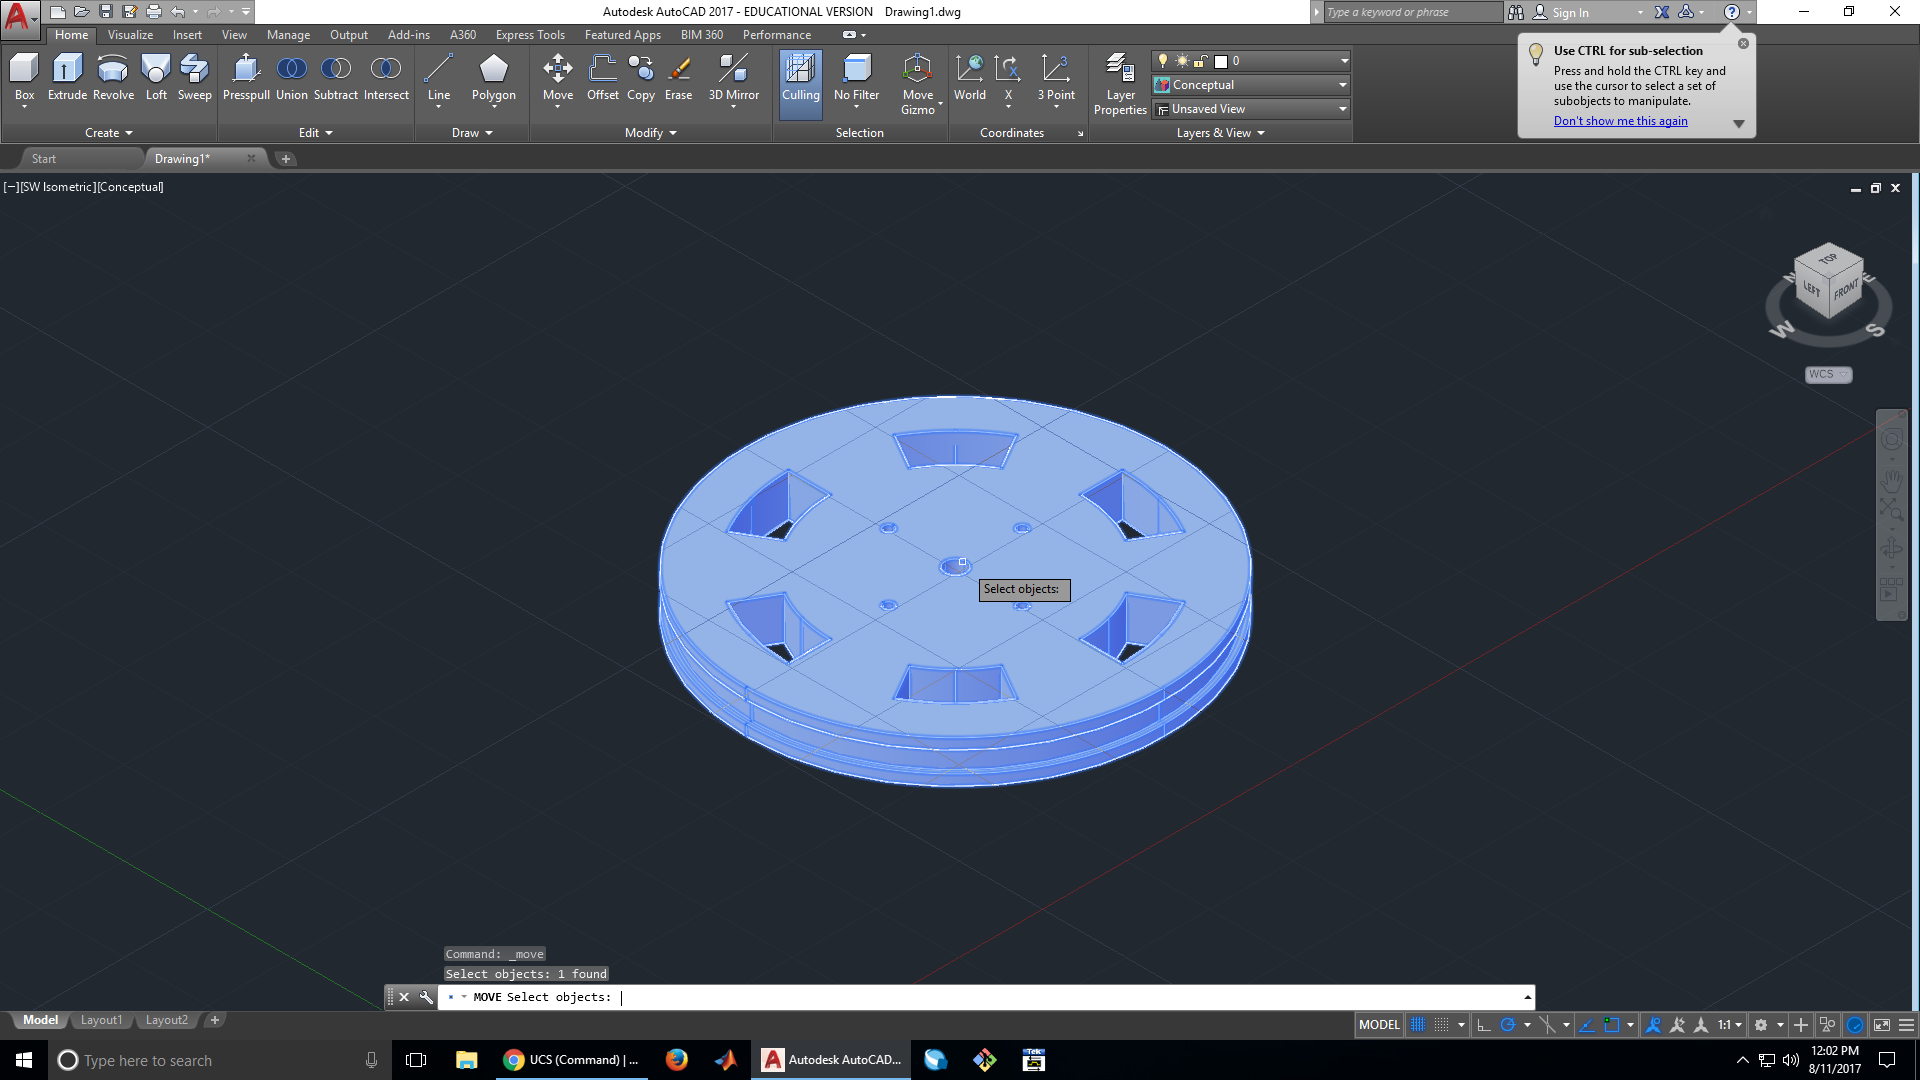 Autodesk AutoCAD 2017 - EDUCATIONAL VERSION Drawing1.dwg
Type a keyword or phrase
Sign In
Home Visualize Insert View Manage Output Add-ins A360 Express Tools Featured Apps BIM 360 Performance
Box Extrude Revolve Loft Sweep
Create
Presspull Union Subtract Intersect
Edit
Line Polygon
Draw
Move Offset Copy Erase 3D Mirror
Modify
Culling No Filter Move Gizmo
Selection
World X 3 Point
Coordinates
Layer Properties
0
Conceptual
Unsaved View
Layers & View
Use CTRL for sub-selection
Press and hold the CTRL key and
use the cursor to select a set of
subobjects to manipulate.
Don't show me this again
Start Drawing1*
[−][SW Isometric][Conceptual]
TOP
LEFT FRONT
N E
W S
WCS
Select objects:
Command: _move
Select objects: 1 found
MOVE Select objects:
Model Layout1 Layout2
MODEL
1:1
Type here to search
UCS (Command) | ...
Autodesk AutoCAD...
Tek
12:02 PM
8/11/2017